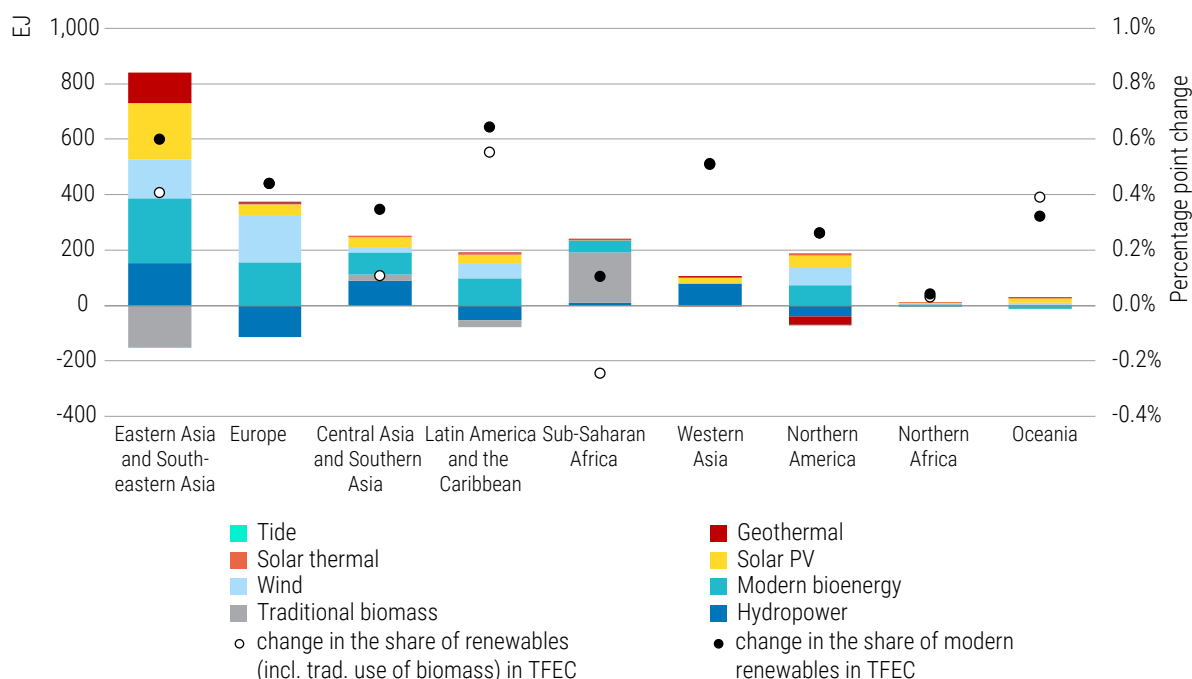 EJ
1,000
800
600
400
200
0
-200
-400
1.0%
0.8%
0.6%
0.4%
0.2%
0.0%
-0.2%
-0.4%
Percentage point change
Eastern Asia
and South-
eastern Asia
Europe
Central Asia
and Southern
Asia
Latin America
and the
Caribbean
Sub-Saharan
Africa
Western
Asia
Northern
America
Northern
Africa
Oceania
Tide
Solar thermal
Wind
Traditional biomass
change in the share of renewables
(incl. trad. use of biomass) in TFEC
Geothermal
Solar PV
Modern bioenergy
Hydropower
change in the share of modern
renewables in TFEC